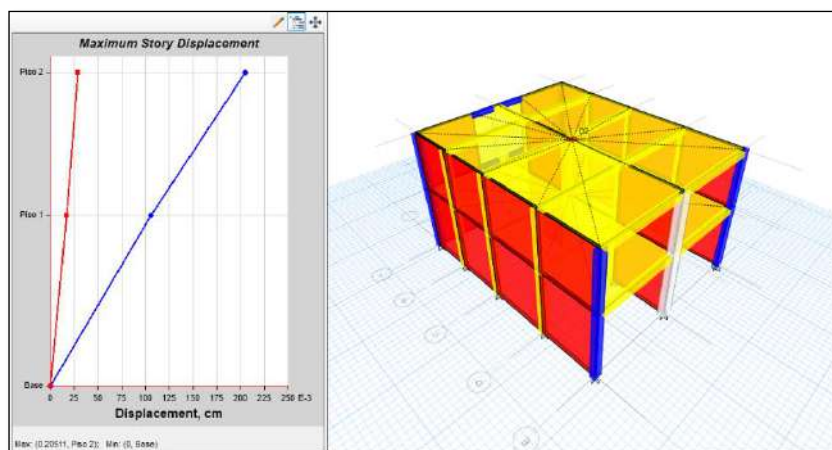 Maximum Story Displacement
Piso 2
Piso 1
Base
0 25 50 75 100 125 150 175 200 225 250 E-3
Displacement, cm
Max: (0.20511, Piso 2); Min: (0, Base)